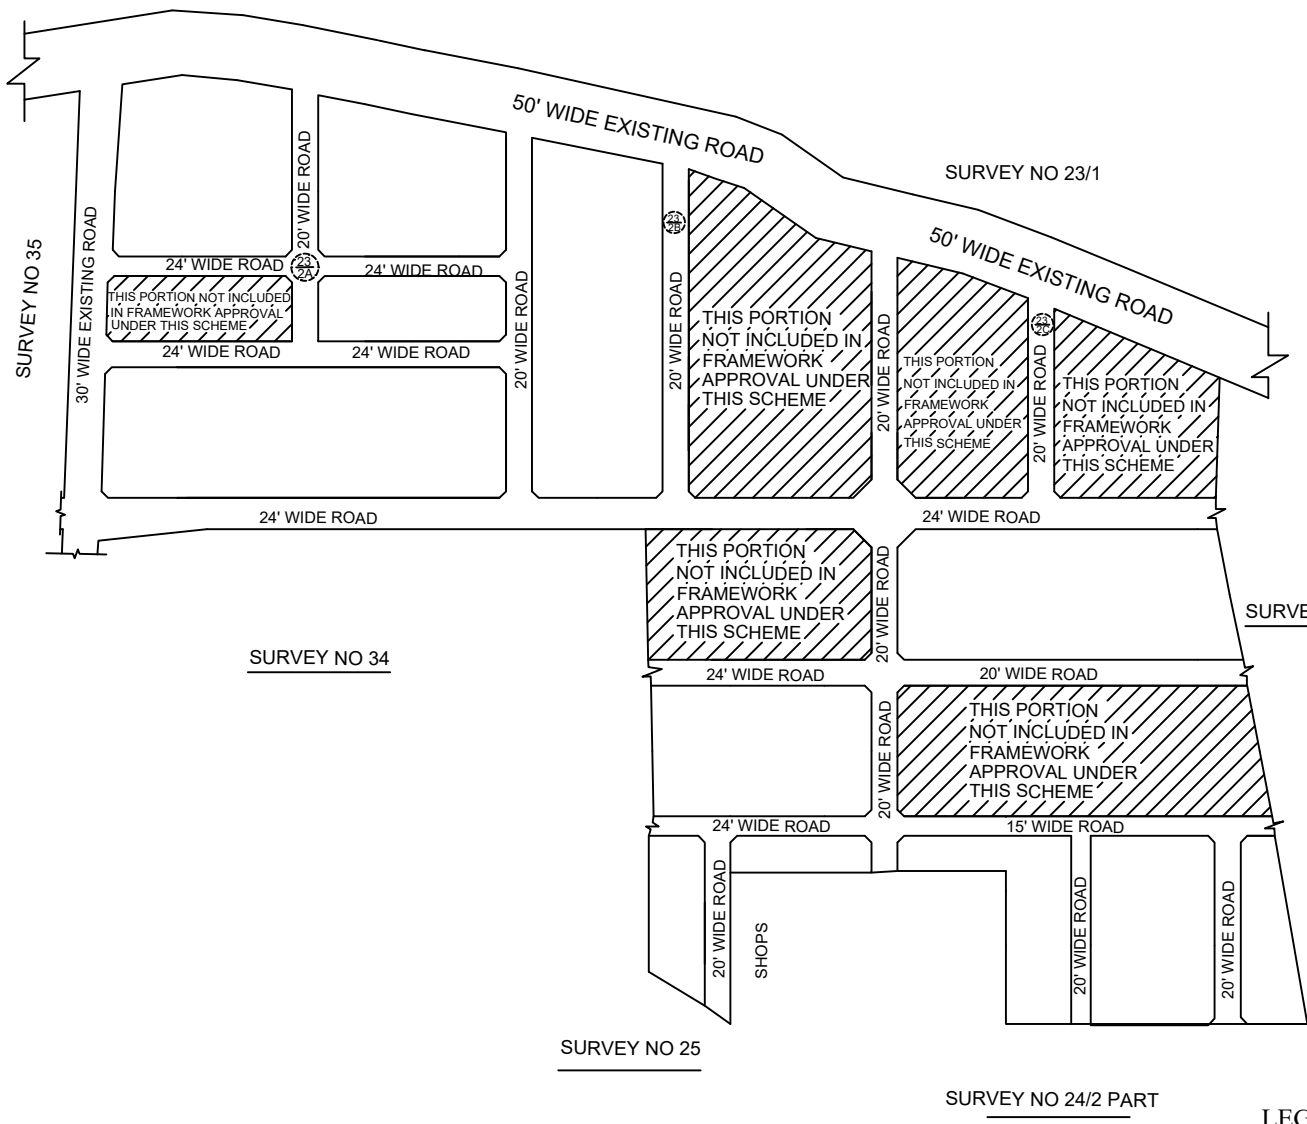 50' WIDE EXISTING ROAD
SURVEY NO 23/1
50' WIDE EXISTING ROAD
SURVEY NO 35
30' WIDE EXISTING ROAD
20' WIDE ROAD
24' WIDE ROAD
23
2A
24' WIDE ROAD
THIS PORTION NOT INCLUDED
IN FRAMEWORK APPROVAL
UNDER THIS SCHEME
24' WIDE ROAD
24' WIDE ROAD
20' WIDE ROAD
23
2B
20' WIDE ROAD
THIS PORTION
NOT INCLUDED IN
FRAMEWORK
APPROVAL UNDER
THIS SCHEME
20' WIDE ROAD
THIS PORTION
NOT INCLUDED IN
FRAMEWORK
APPROVAL UNDER
THIS SCHEME
23
2C
20' WIDE ROAD
THIS PORTION
NOT INCLUDED IN
FRAMEWORK
APPROVAL UNDER
THIS SCHEME
24' WIDE ROAD
24' WIDE ROAD
THIS PORTION
NOT INCLUDED IN
FRAMEWORK
APPROVAL UNDER
THIS SCHEME
20' WIDE ROAD
SURVE
SURVEY NO 34
24' WIDE ROAD
20' WIDE ROAD
20' WIDE ROAD
THIS PORTION
NOT INCLUDED IN
FRAMEWORK
APPROVAL UNDER
THIS SCHEME
24' WIDE ROAD
15' WIDE ROAD
20' WIDE ROAD
SHOPS
20' WIDE ROAD
20' WIDE ROAD
SURVEY NO 25
SURVEY NO 24/2 PART
LEG